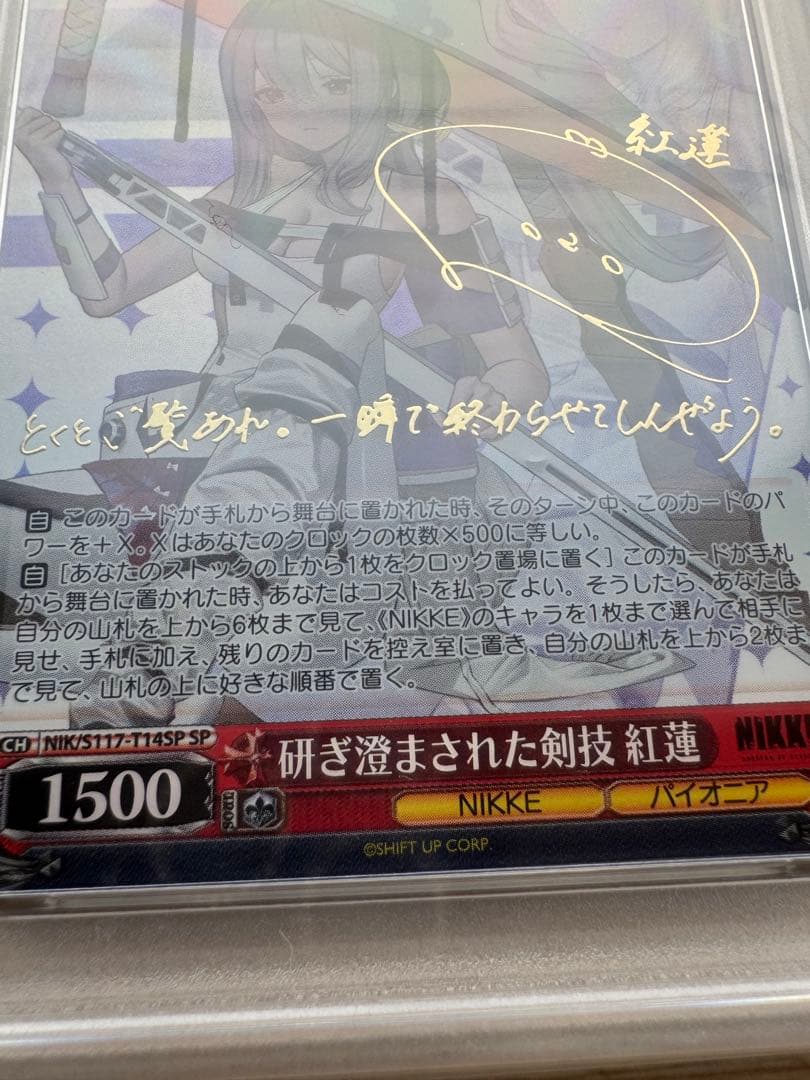 紅蓮
とくとご覧あれ。一瞬で終わらせてしんぜよう。
自 このカードが手札から舞台に置かれた時、そのターン中、このカードのパ
ワーを＋X。Xはあなたのクロックの枚数×500に等しい。
自 ［あなたのストックの上から1枚をクロック置場に置く］ このカードが手札
から舞台に置かれた時、あなたはコストを払ってよい。そうしたら、あなたは
自分の山札を上から6枚まで見て、《NIKKE》のキャラを1枚まで選んで相手に
見せ、手札に加え、残りのカードを控え室に置き、自分の山札を上から2枚ま
で見て、山札の上に好きな順番で置く。
CH NIK/S117-T14SP SP
研ぎ澄まされた剣技 紅蓮
NIKKE
1500
SOUL
NIKKE
パイオニア
©SHIFT UP CORP.